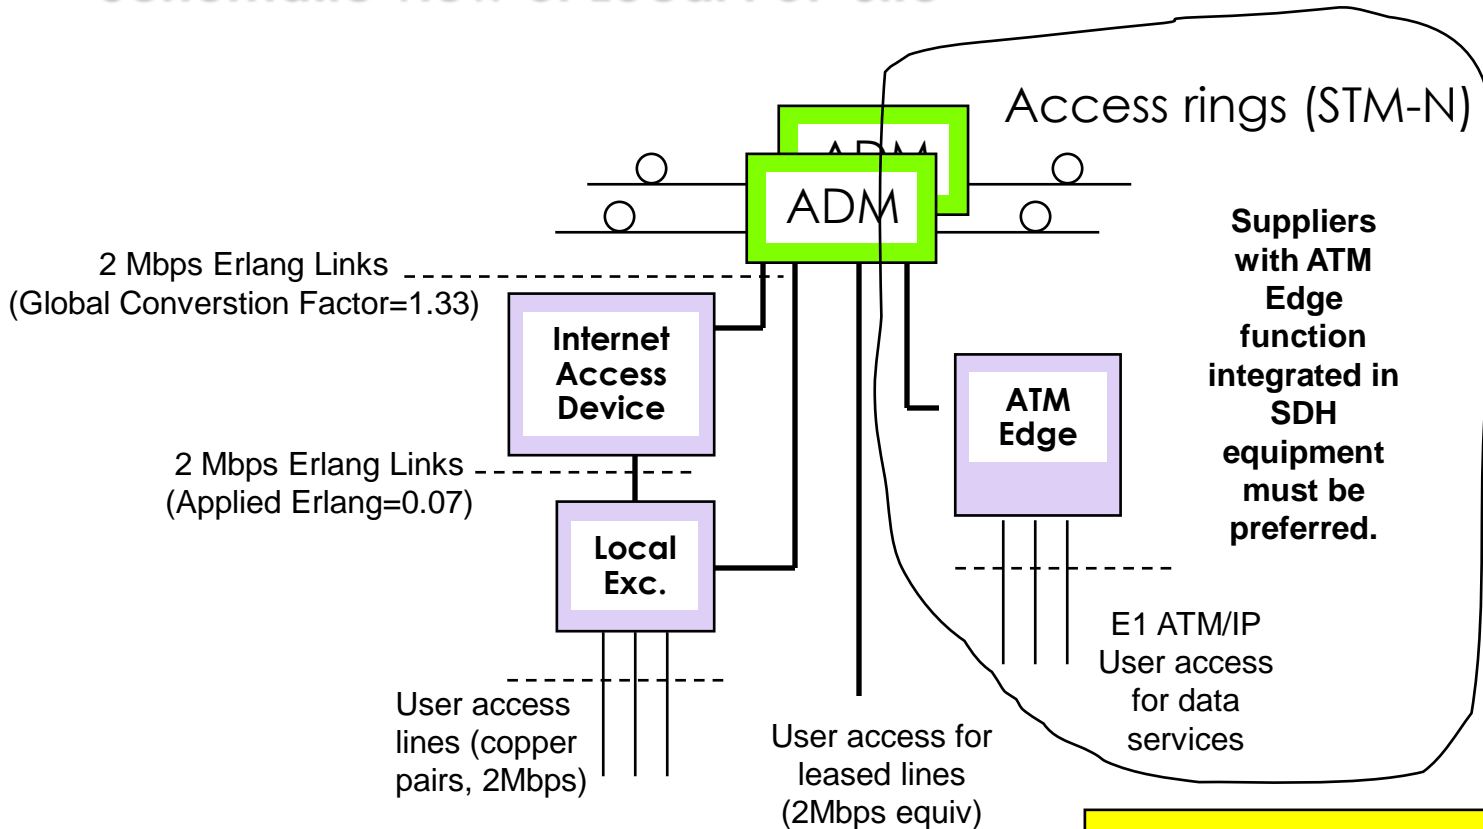 Access rings (STM-N)
ADM
ADM
Suppliers
with ATM
Edge
function
integrated in
SDH
equipment
must be
preferred.
2 Mbps Erlang Links
(Global Converstion Factor=1.33)
Internet
Access
Device
ATM
Edge
2 Mbps Erlang Links
(Applied Erlang=0.07)
Local
Exc.
E1 ATM/IP
User access
for data
services
User access
lines (copper
pairs, 2Mbps)
User access for
leased lines
(2Mbps equiv)